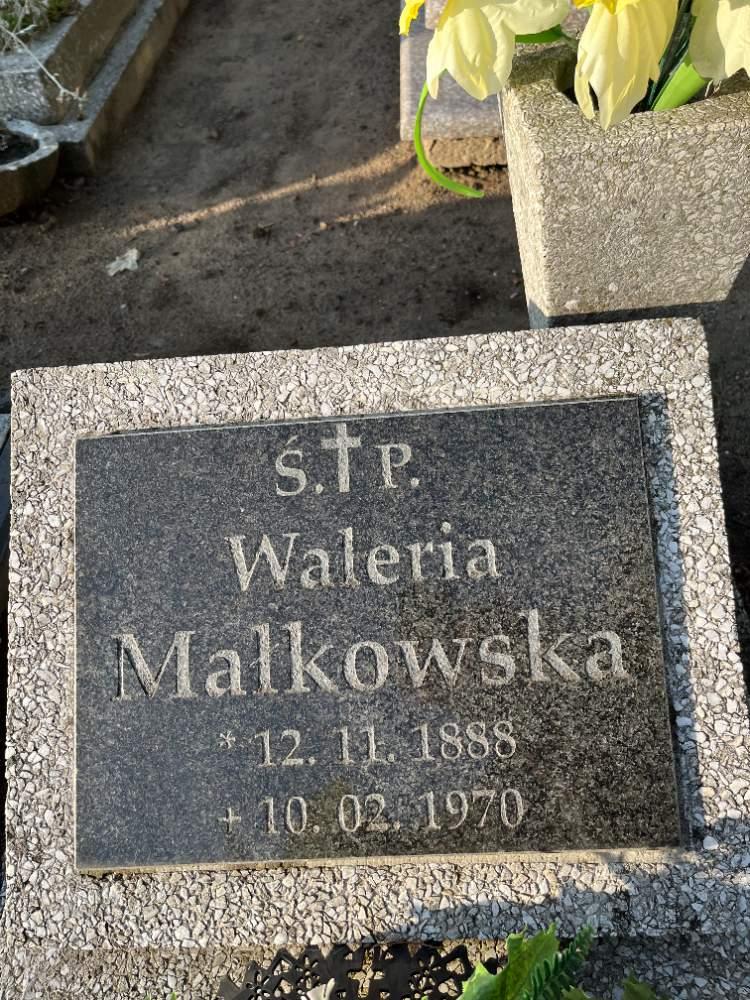 Ś.✝P.
Waleria
Małkowska
* 12. 11. 1888
+ 10. 02. 1970